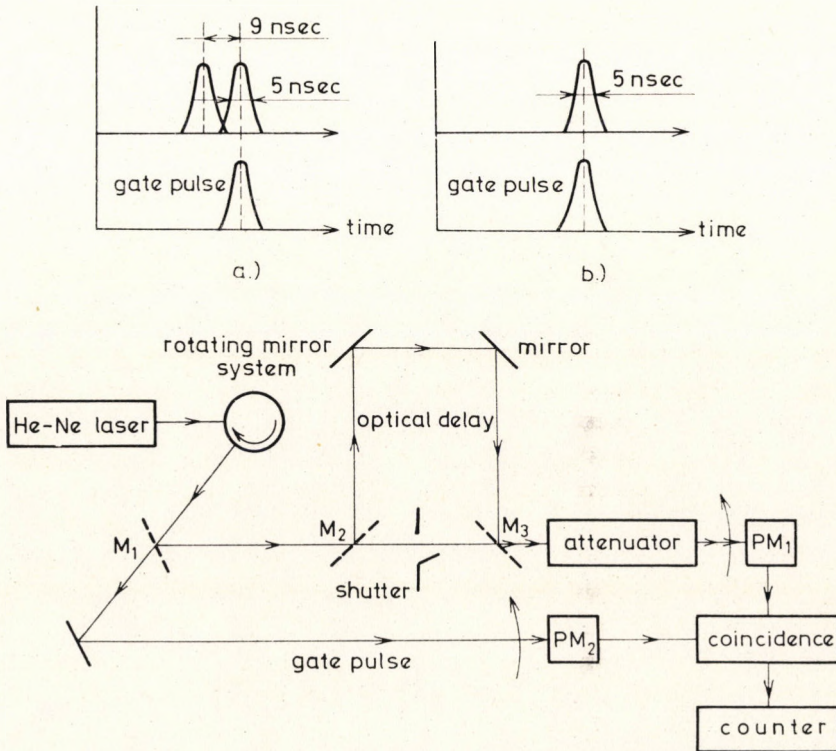 9 nsec
5 nsec
gate pulse
time
a.)
5 nsec
gate pulse
time
b.)
rotating mirror
system
mirror
He-Ne laser
optical delay
M1
M2
M3
attenuator
PM1
shutter
gate pulse
PM2
coincidence
counter